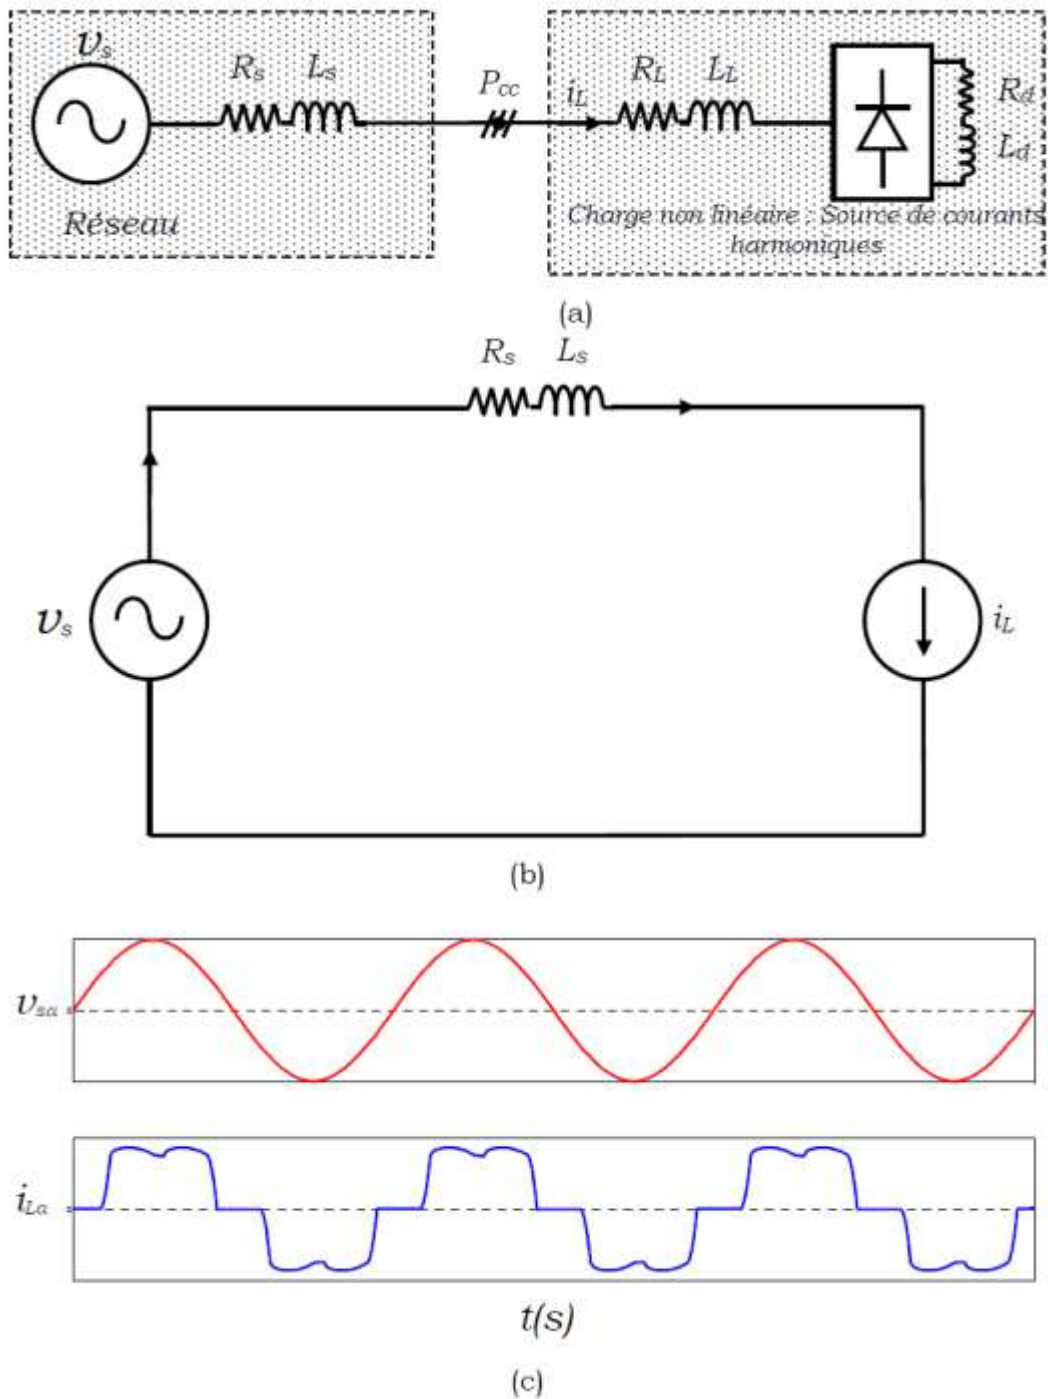 vs
Rs Ls
Pcc
iL
RL LL
Rd
Ld
Réseau
Charge non linéaire : Source de courants
harmoniques
(a)
Rs Ls
vs
iL
(b)
vsa
iLa
t(s)
(c)